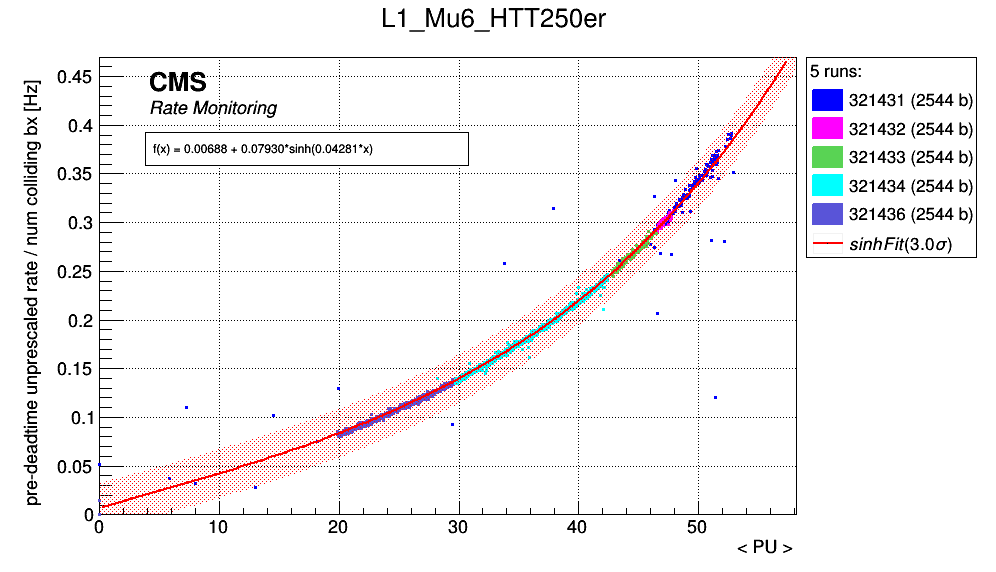 L1_Mu6_HTT250er
pre-deadtime unprescaled rate / num colliding bx [Hz]
CMS
Rate Monitoring
f(x) = 0.00688 + 0.07930*sinh(0.04281*x)
0.45
0.4
0.35
0.3
0.25
0.2
0.15
0.1
0.05
0
0 10 20 30 40 50
< PU >
5 runs:
321431 (2544 b)
321432 (2544 b)
321433 (2544 b)
321434 (2544 b)
321436 (2544 b)
sinhFit(3.0σ)